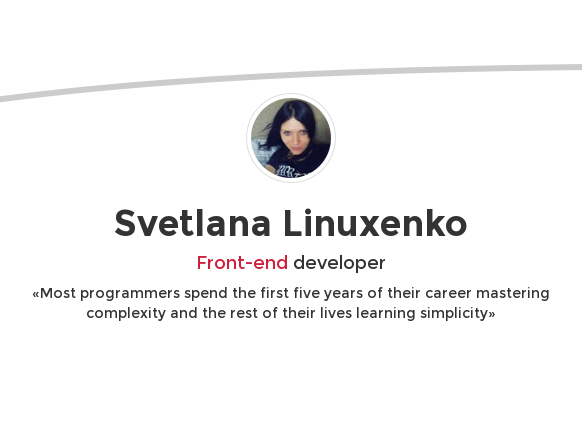 Svetlana Linuxenko
Front-end developer
«Most programmers spend the first five years of their career mastering
complexity and the rest of their lives learning simplicity»